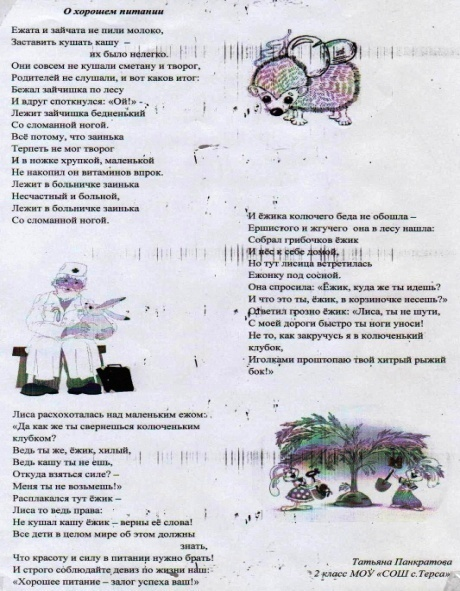 О хорошем питании
Ежата и зайчата не пили молоко,
Заставить кушать кашу –
их было нелегко.
Они совсем не кушали сметану и творог,
Родителей не слушали, и вот каков итог:
Бежал зайчишка по лесу
И вдруг споткнулся: «Ой!» -
Лежит зайчишка бедненький
Со сломанной ногой.
Всё потому, что заинька
Терпеть не мог творог
И в ножке хрупкой, маленькой
Не накопил он витаминов впрок.
Лежит в больничке заинька
Несчастный и больной,
Лежит в больничке заинька
Со сломанной ногой.
И ёжика колючего беда не обошла –
Ершистого и жгучего она в лесу нашла:
Собрал грибочков ёжик
И нёс к себе домой,
Но тут лисица встретилась
Ежонку под сосной.
Она спросила: «Ёжик, куда же ты идешь?
И что это ты, ёжик, в корзиночке несешь?»
Ответил грозно ёжик: «Лиса, ты не шути,
С моей дороги быстро ты ноги уноси!
Не то, как закручусь я в колюченький
клубок,
Иголками проштопаю твой хитрый рыжий
бок!»
Лиса расхохоталась над маленьким ежом:
«Да как же ты свернешься колюченьким
клубком?
Ведь ты же, ёжик, хилый,
Ведь кашу ты не ешь,
Откуда взяться силе? –
Меня ты не возьмешь!»
Расплакался тут ёжик –
Лиса то ведь права:
Не кушал кашу ёжик – верны её слова!
Все дети в целом мире об этом должны
знать,
Что красоту и силу в питании нужно брать!
И строго соблюдайте девиз по жизни наш:
«Хорошее питание – залог успеха ваш!»
Татьяна Панкратова
2 класс МОУ «СОШ с.Терса»